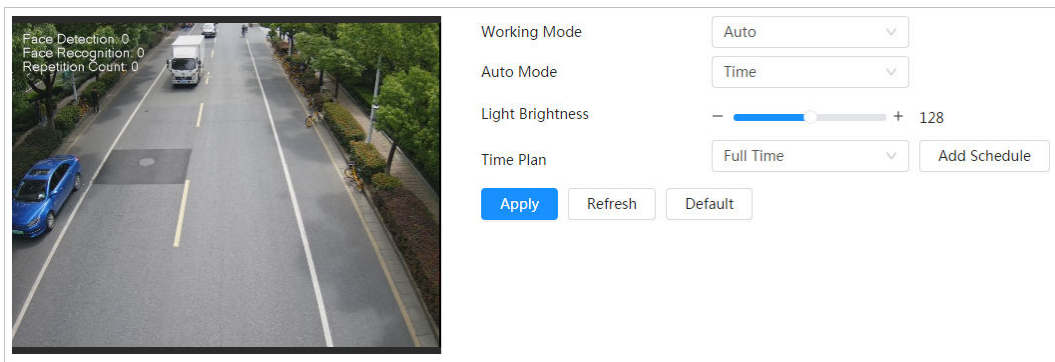 Face Detection: 0
Face Recognition: 0
Repetition Count: 0
Working Mode
Auto
Auto Mode
Time
Light Brightness
− + 128
Time Plan
Full Time
Add Schedule
Apply
Refresh
Default